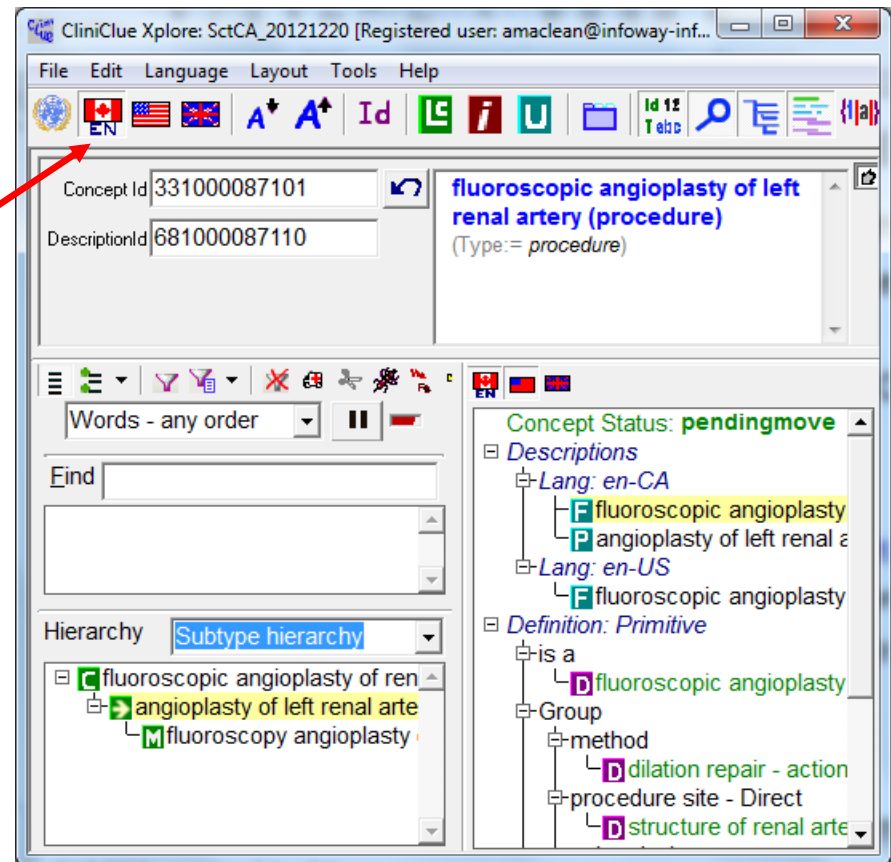 CliniClue Xplore: SctCA_20121220 [Registered user: amaclean@infoway-inf...
File Edit Language Layout Tools Help
EN A A Id LC i U Id 12 T abc {1|a|}
Concept Id 331000087101
DescriptionId 681000087110
fluoroscopic angioplasty of left
renal artery (procedure)
(Type:= procedure)
Words - any order
Find
Hierarchy Subtype hierarchy
C fluoroscopic angioplasty of ren
angioplasty of left renal arte
M fluoroscopy angioplasty
EN
Concept Status: pendingmove
Descriptions
Lang: en-CA
F fluoroscopic angioplasty
P angioplasty of left renal a
Lang: en-US
F fluoroscopic angioplasty
Definition: Primitive
is a
D fluoroscopic angioplasty
Group
method
D dilation repair - action
procedure site - Direct
D structure of renal arte